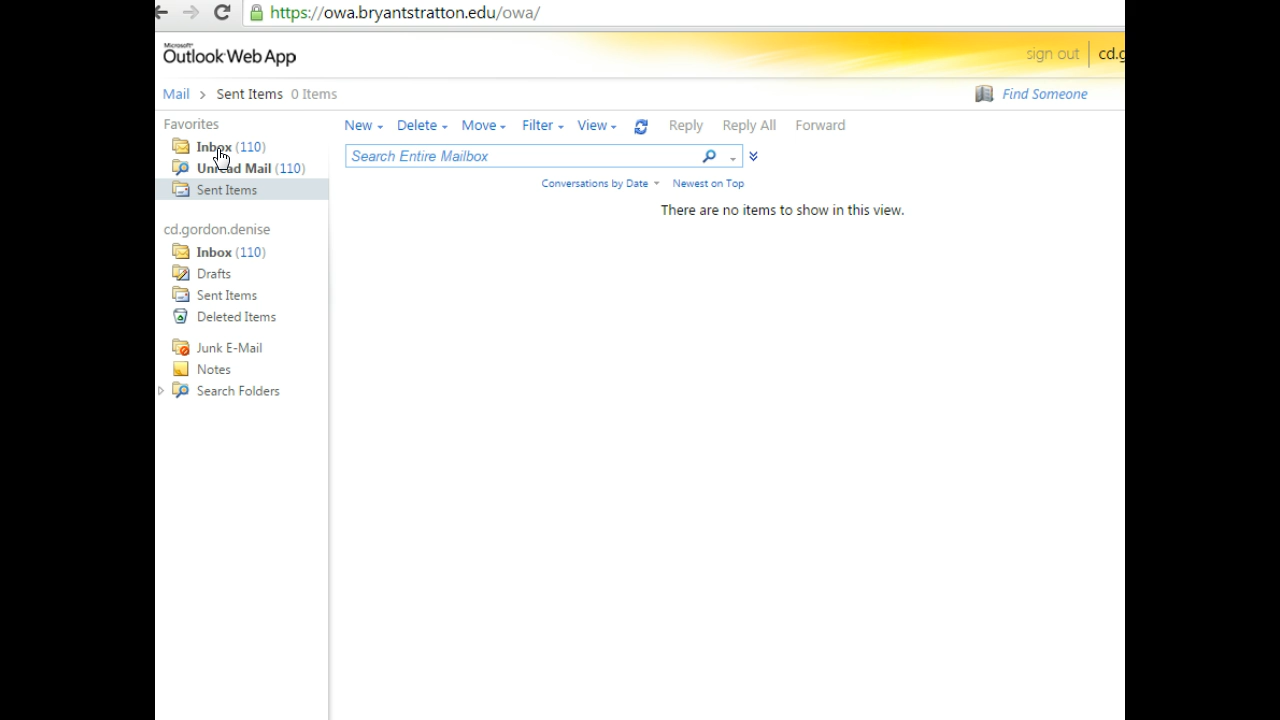 https://owa.bryantstratton.edu/owa/
Microsoft®
Outlook Web App
sign out
cd.g
Mail > Sent Items 0 Items
Find Someone
Favorites
New Delete Move Filter View Reply Reply All Forward
Inbox (110)
Search Entire Mailbox
Unread Mail (110)
Conversations by Date Newest on Top
Sent Items
There are no items to show in this view.
cd.gordon.denise
Inbox (110)
Drafts
Sent Items
Deleted Items
Junk E-Mail
Notes
Search Folders